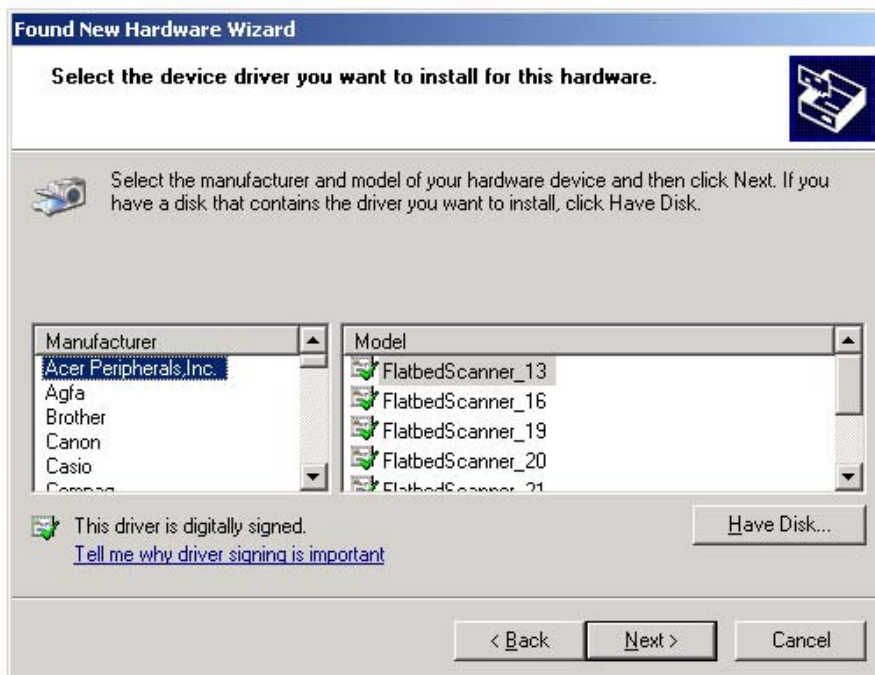 Found New Hardware Wizard
Select the device driver you want to install for this hardware.
Select the manufacturer and model of your hardware device and then click Next. If you
have a disk that contains the driver you want to install, click Have Disk.
Manufacturer
Acer Peripherals,Inc.
Agfa
Brother
Canon
Casio
Compaq
Model
FlatbedScanner_13
FlatbedScanner_16
FlatbedScanner_19
FlatbedScanner_20
FlatbedScanner_21
This driver is digitally signed.
Tell me why driver signing is important
Have Disk...
< Back
Next >
Cancel